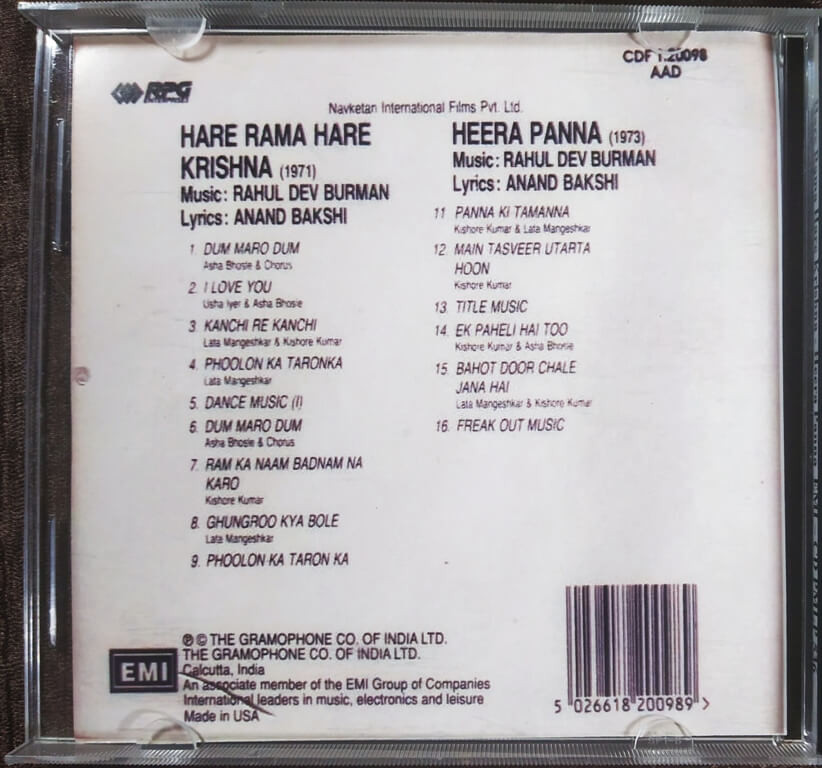 RPG
ENTERPRISES
CDF 1.20098
AAD
Navketan International Films Pvt. Ltd.
HARE RAMA HARE
KRISHNA (1971)
Music: RAHUL DEV BURMAN
Lyrics: ANAND BAKSHI
1. DUM MARO DUM
Asha Bhosle & Chorus
2. I LOVE YOU
Usha Iyer & Asha Bhosle
3. KANCHI RE KANCHI
Lata Mangeshkar & Kishore Kumar
4. PHOOLON KA TARONKA
Lata Mangeshkar
5. DANCE MUSIC (I)
6. DUM MARO DUM
Asha Bhosle & Chorus
7. RAM KA NAAM BADNAM NA
KARO
Kishore Kumar
8. GHUNGROO KYA BOLE
Lata Mangeshkar
9. PHOOLON KA TARON KA
HEERA PANNA (1973)
Music: RAHUL DEV BURMAN
Lyrics: ANAND BAKSHI
11 PANNA KI TAMANNA
Kishore Kumar & Lata Mangeshkar
12. MAIN TASVEER UTARTA
HOON
Kishore Kumar
13. TITLE MUSIC
14. EK PAHELI HAI TOO
Kishore Kumar & Asha Bhosle
15. BAHOT DOOR CHALE
JANA HAI
Lata Mangeshkar & Kishore Kumar
16. FREAK OUT MUSIC
EMI
℗ © THE GRAMOPHONE CO. OF INDIA LTD.
THE GRAMOPHONE CO. OF INDIA LTD.
Calcutta, India
An associate member of the EMI Group of Companies
International leaders in music, electronics and leisure
Made in USA
5 026618 200989 >